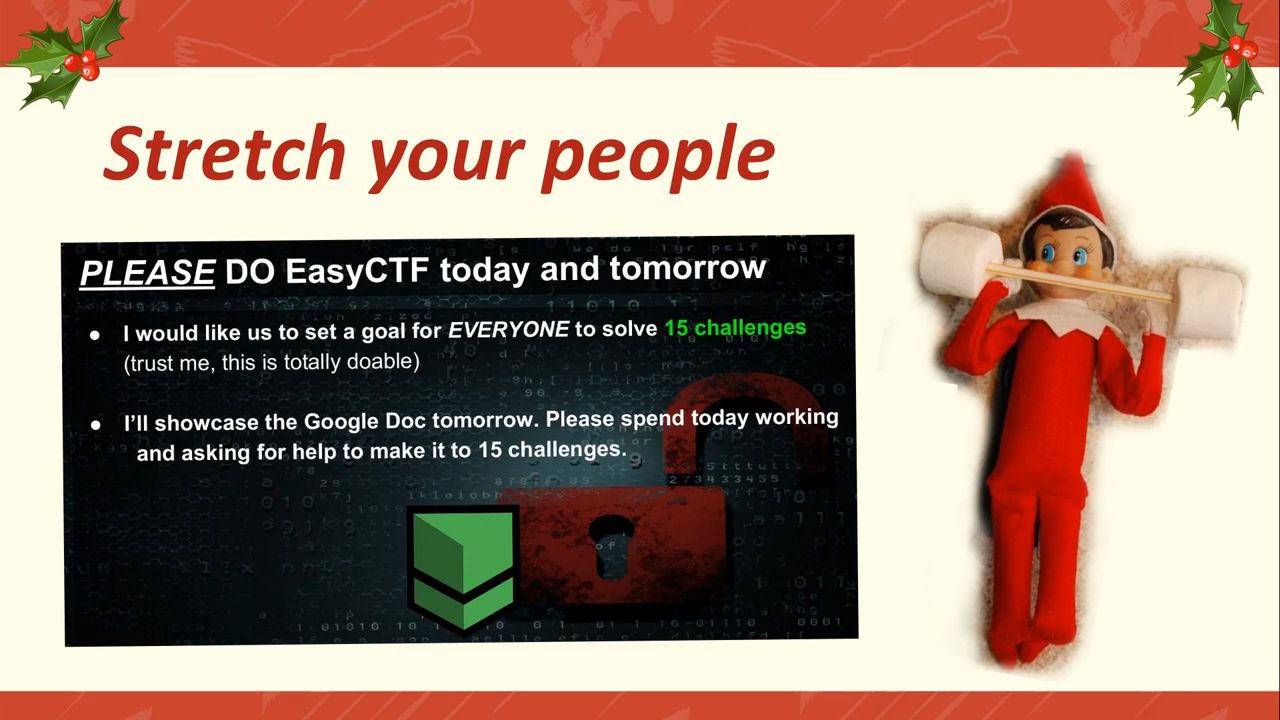 Stretch your people
PLEASE DO EasyCTF today and tomorrow
● I would like us to set a goal for EVERYONE to solve 15 challenges
(trust me, this is totally doable)
● I’ll showcase the Google Doc tomorrow. Please spend today working
and asking for help to make it to 15 challenges.